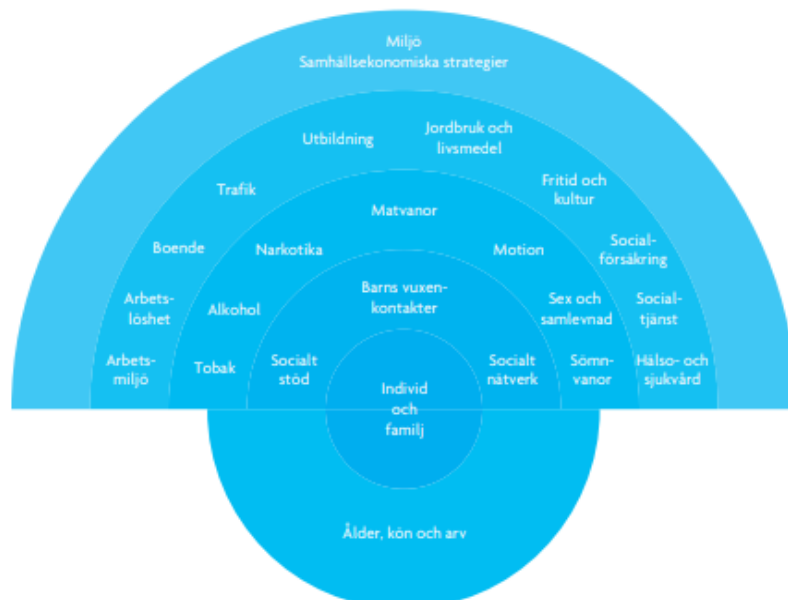 Miljö
Samhällsekonomiska strategier
Utbildning
Jordbruk och
livsmedel
Trafik
Fritid och
kultur
Boende
Social-
försäkring
Arbets-
löshet
Social-
tjänst
Arbets-
miljö
Hälso- och
sjukvård
Matvanor
Narkotika
Motion
Alkohol
Sex och
samlevnad
Tobak
Sömn-
vanor
Barns vuxen-
kontakter
Socialt
stöd
Socialt
nätverk
Individ
och
familj
Ålder, kön och arv